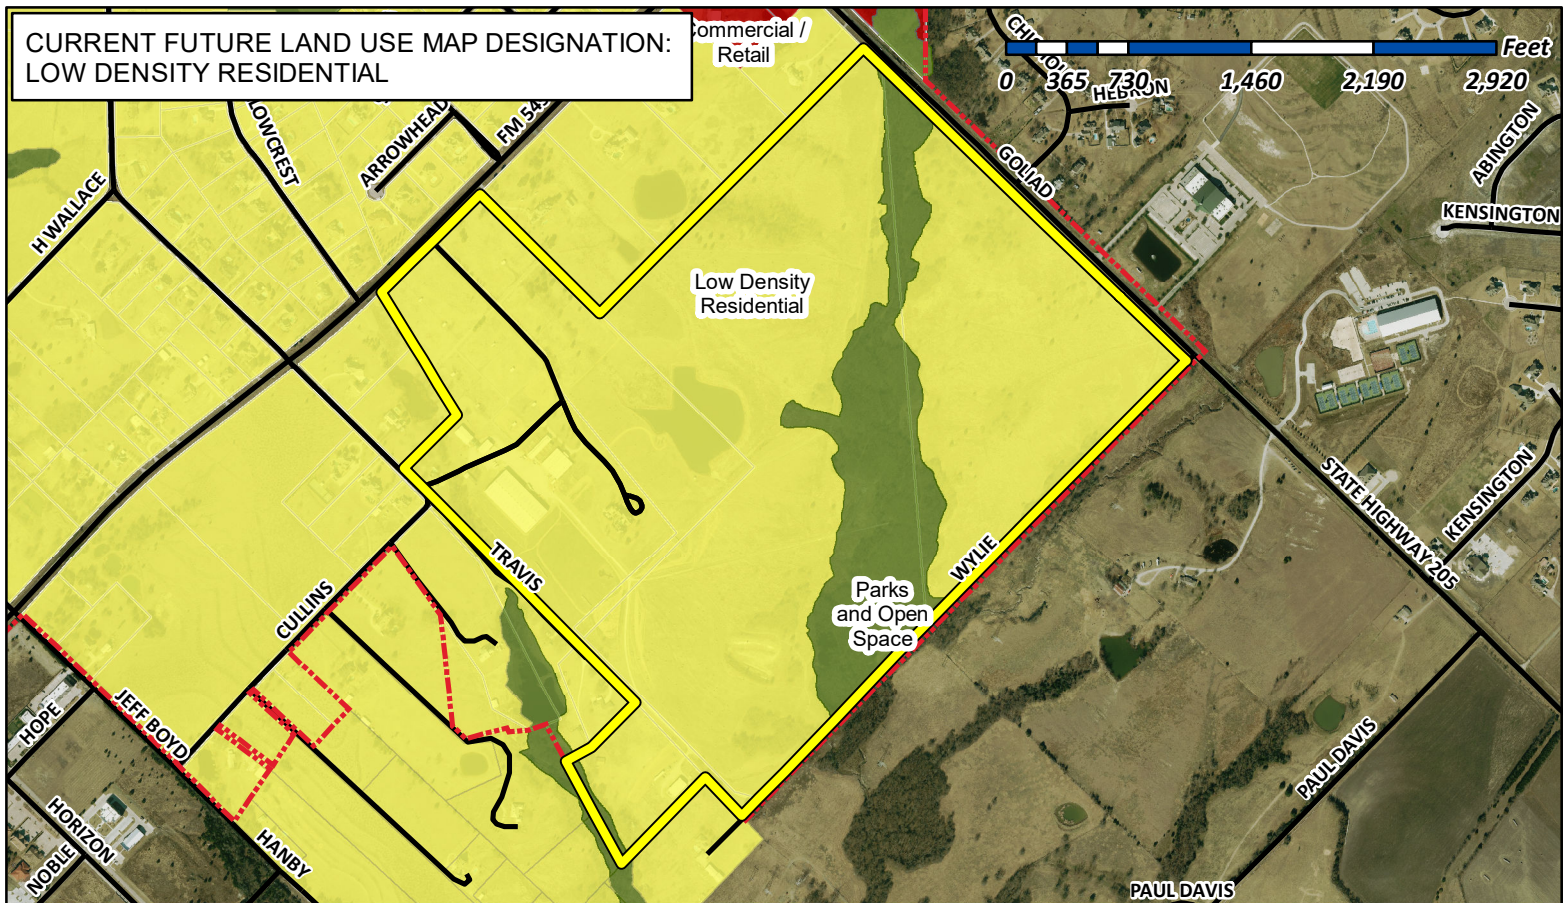 CURRENT FUTURE LAND USE MAP DESIGNATION:
LOW DENSITY RESIDENTIAL
Commercial /
Retail
Feet
0 365 730 1,460 2,190 2,920
HEBRON
ABINGTON
KENSINGTON
LOWCREST
ARROWHEAD
FM 549
H WALLACE
GOLIAD
Low Density
Residential
STATE HIGHWAY 205
KENSINGTON
TRAVIS
WYLIE
Parks
and Open
Space
CULLINS
JEFF BOYD
HOPE
HORIZON
NOBLE
HANBY
PAUL DAVIS
PAUL DAVIS